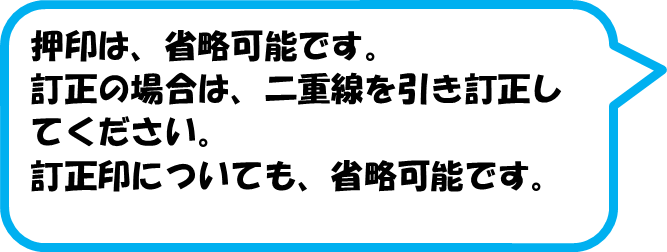 押印は、省略可能です。
訂正の場合は、二重線を引き訂正し
てください。
訂正印についても、省略可能です。